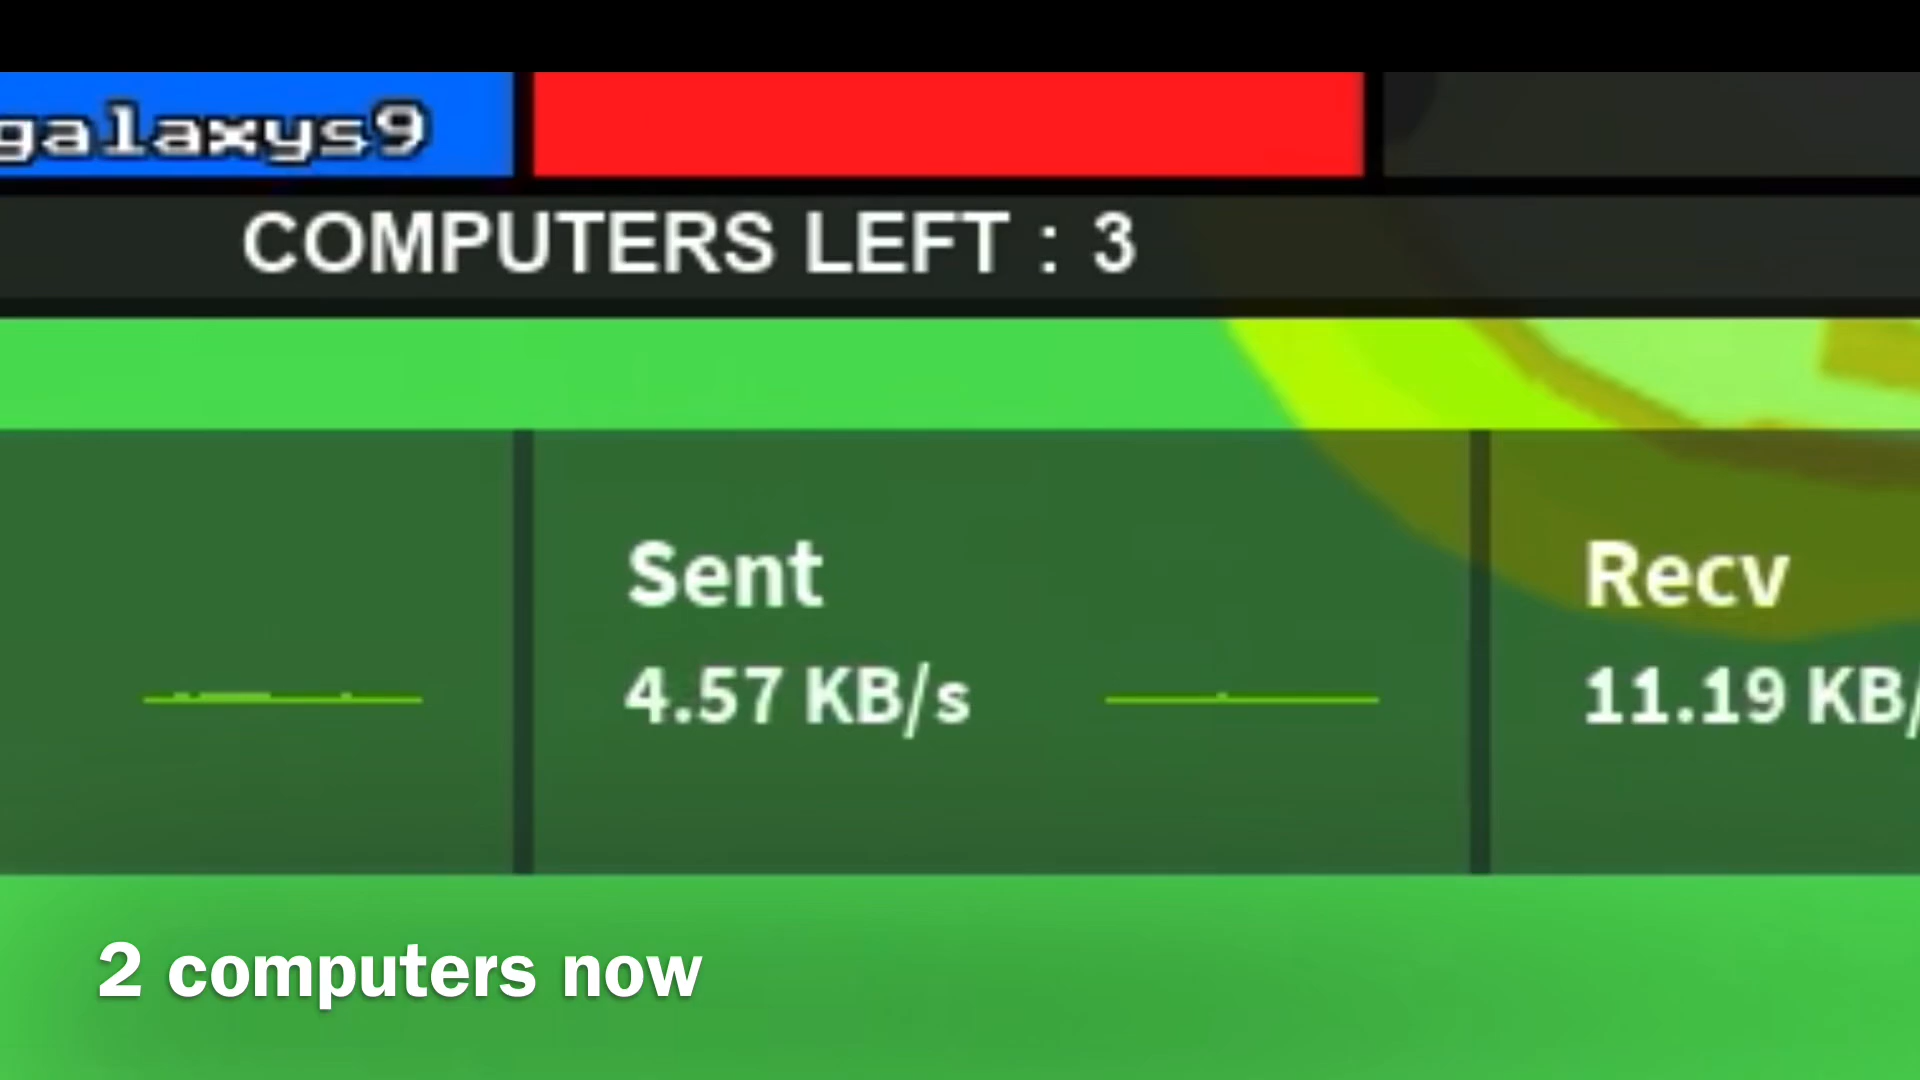 galaxys9
COMPUTERS LEFT : 3
Sent
Recv
4.57 KB/s
11.19 KB/
2 computers now